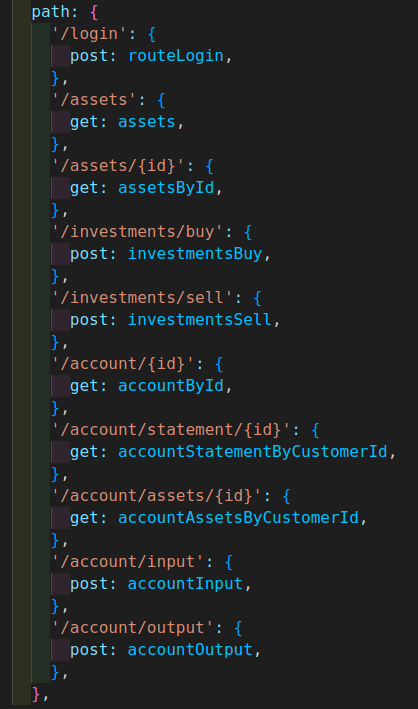 path: {
'/login': {
post: routeLogin,
},
'/assets': {
get: assets,
},
'/assets/{id}': {
get: assetsById,
},
'/investments/buy': {
post: investmentsBuy,
},
'/investments/sell': {
post: investmentsSell,
},
'/account/{id}': {
get: accountById,
},
'/account/statement/{id}': {
get: accountStatementByCustomerId,
},
'/account/assets/{id}': {
get: accountAssetsByCustomerId,
},
'/account/input': {
post: accountInput,
},
'/account/output': {
post: accountOutput,
},
},